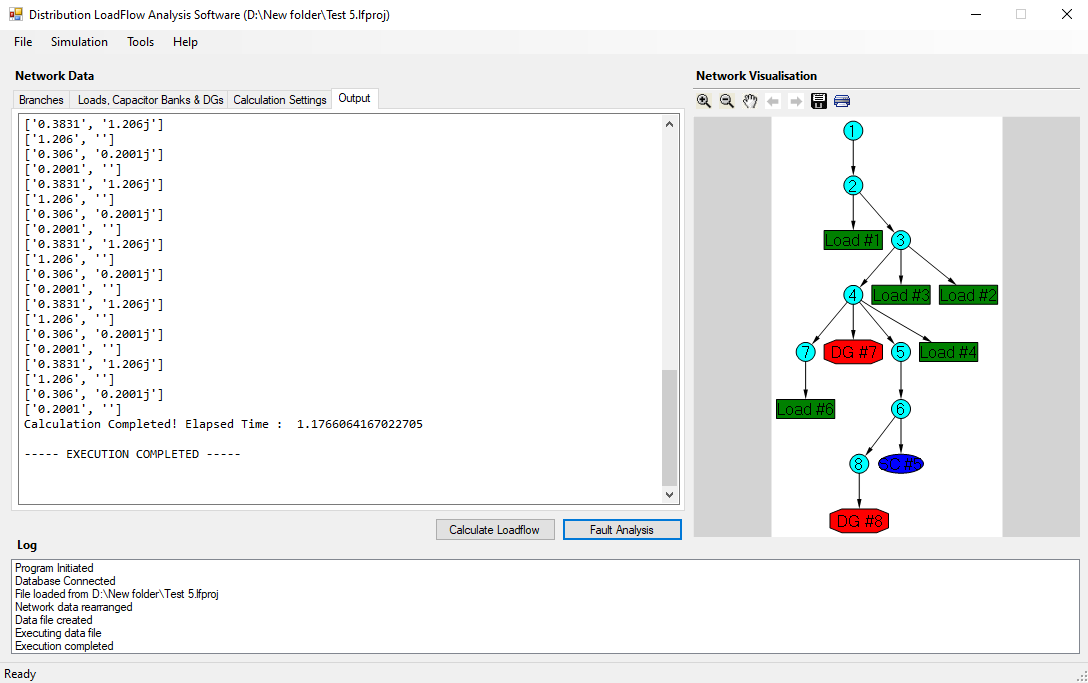 Distribution LoadFlow Analysis Software (D:\New folder\Test 5.lfproj)
File Simulation Tools Help
Network Data
Branches Loads, Capacitor Banks & DGs Calculation Settings Output
['0.3831', '1.206j']
['1.206', '']
['0.306', '0.2001j']
['0.2001', '']
['0.3831', '1.206j']
['1.206', '']
['0.306', '0.2001j']
['0.2001', '']
['0.3831', '1.206j']
['1.206', '']
['0.306', '0.2001j']
['0.2001', '']
['0.3831', '1.206j']
['1.206', '']
['0.306', '0.2001j']
['0.2001', '']
['0.3831', '1.206j']
['1.206', '']
['0.306', '0.2001j']
['0.2001', '']
Calculation Completed! Elapsed Time :  1.1766064167022705
----- EXECUTION COMPLETED -----
Calculate Loadflow Fault Analysis
Network Visualisation
1
2
Load #1 3
4 Load #3 Load #2
7 DG #7 5 Load #4
Load #6 6
8 SC #5
DG #8
Log
Program Initiated
Database Connected
File loaded from D:\New folder\Test 5.lfproj
Network data rearranged
Data file created
Executing data file
Execution completed
Ready